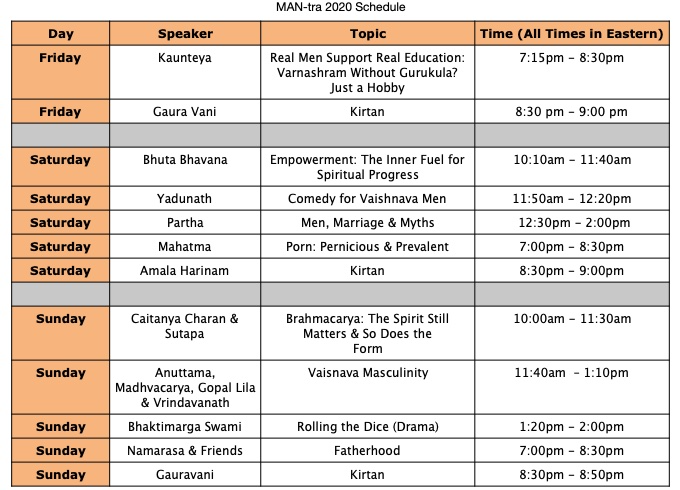 MAN-tra 2020 Schedule
Day Speaker Topic Time (All Times in Eastern)
Friday Kaunteya Real Men Support Real Education: 7:15pm – 8:30pm
Varnashram Without Gurukula?
Just a Hobby
Friday Gaura Vani Kirtan 8:30 pm – 9:00 pm
Saturday Bhuta Bhavana Empowerment: The Inner Fuel for 10:10am – 11:40am
Spiritual Progress
Saturday Yadunath Comedy for Vaishnava Men 11:50am – 12:20pm
Saturday Partha Men, Marriage & Myths 12:30pm – 2:00pm
Saturday Mahatma Porn: Pernicious & Prevalent 7:00pm – 8:30pm
Saturday Amala Harinam Kirtan 8:30pm – 9:00pm
Sunday Caitanya Charan & Brahmacarya: The Spirit Still 10:00am – 11:30am
Sutapa Matters & So Does the
Form
Sunday Anuttama, Vaisnava Masculinity 11:40am – 1:10pm
Madhvacarya, Gopal Lila
& Vrindavanath
Sunday Bhaktimarga Swami Rolling the Dice (Drama) 1:20pm – 2:00pm
Sunday Namarasa & Friends Fatherhood 7:00pm – 8:30pm
Sunday Gauravani Kirtan 8:30pm – 8:50pm